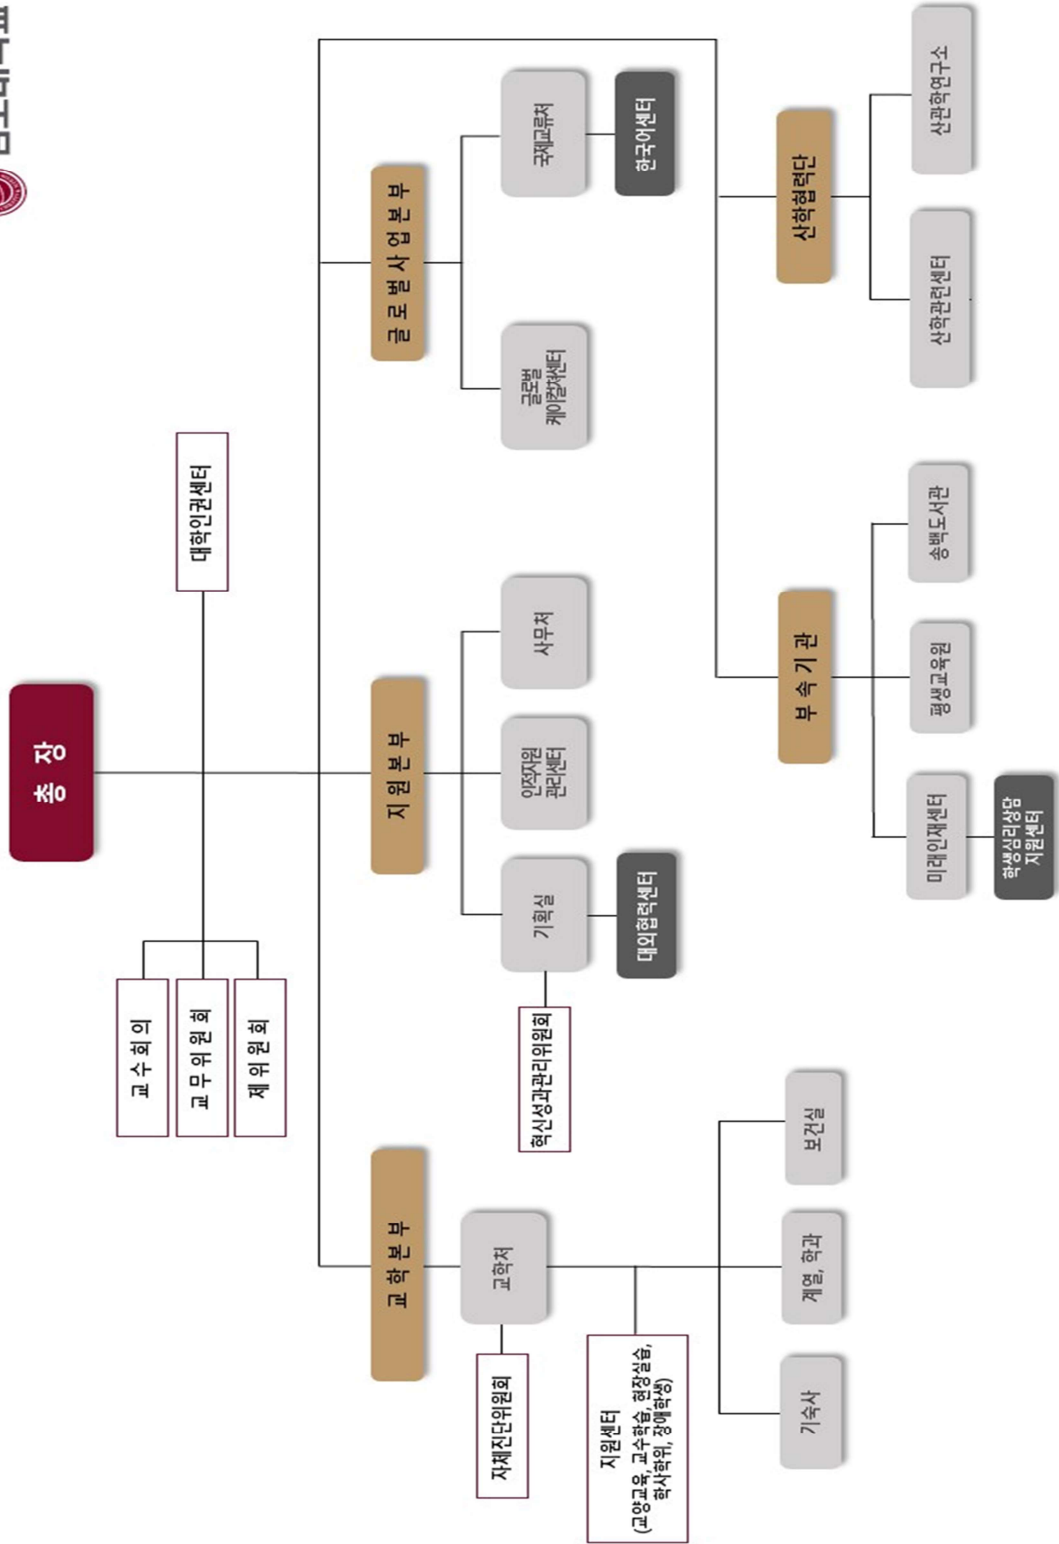 총 장
대학인권센터
교 수 회 의
교 무 위 원 회
제 위 원 회
교 학 본 부
지 원 본 부
글 로 벌 사 업 본 부
교학처
자체진단위원회
지원센터
(교양교육, 교수학습, 현장실습,
학사학위, 장애학생)
기숙사
계열, 학과
보건실
기획실
혁신성과관리위원회
대외협력센터
인적자원
관리센터
사무처
글로벌
케이컬쳐센터
국제교류처
한국어센터
부 속 기 관
미래인재센터
학생심리상담
지원센터
평생교육원
송백도서관
산학협력단
산학관련센터
산관학연구소